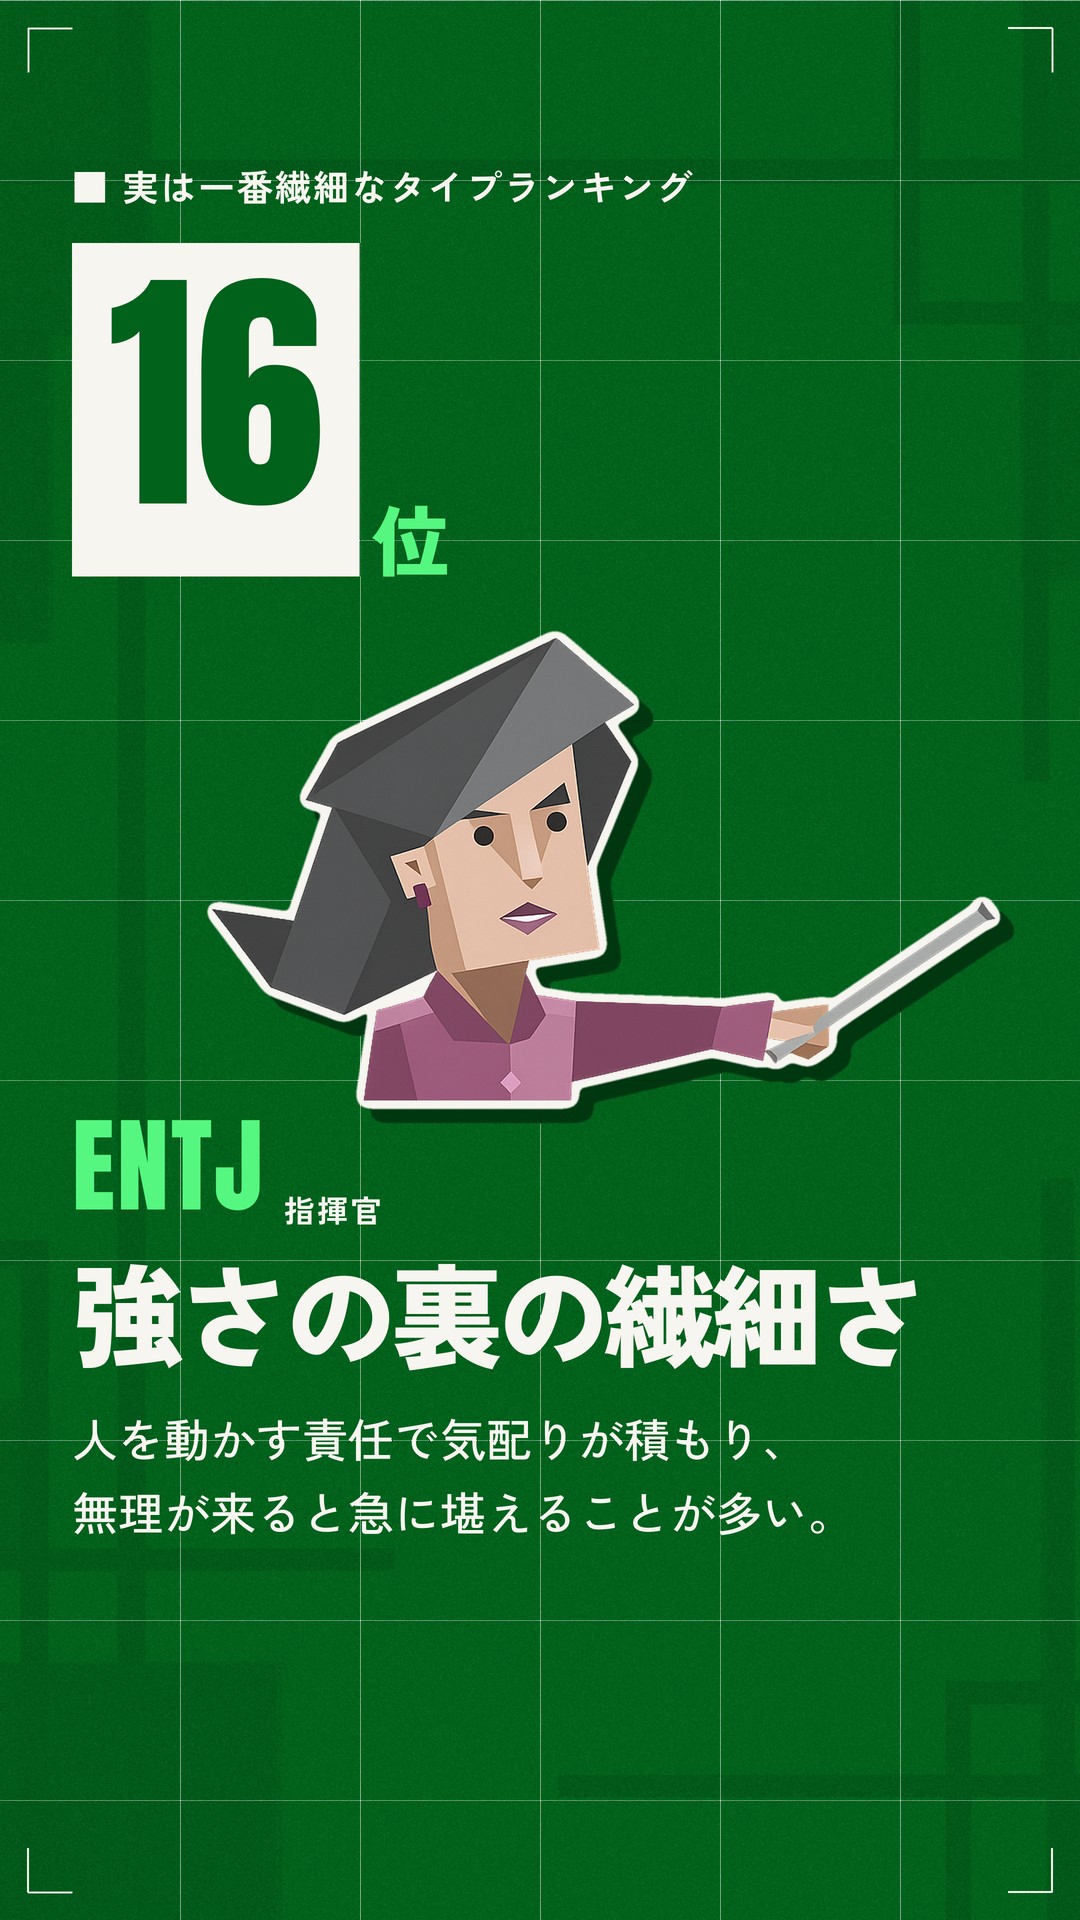 実は一番繊細なタイプランキング
16
位
ENTJ
指揮官
強さの裏の繊細さ
人を動かす責任で気配りが積もり、
無理が来ると急に堪えることが多い。